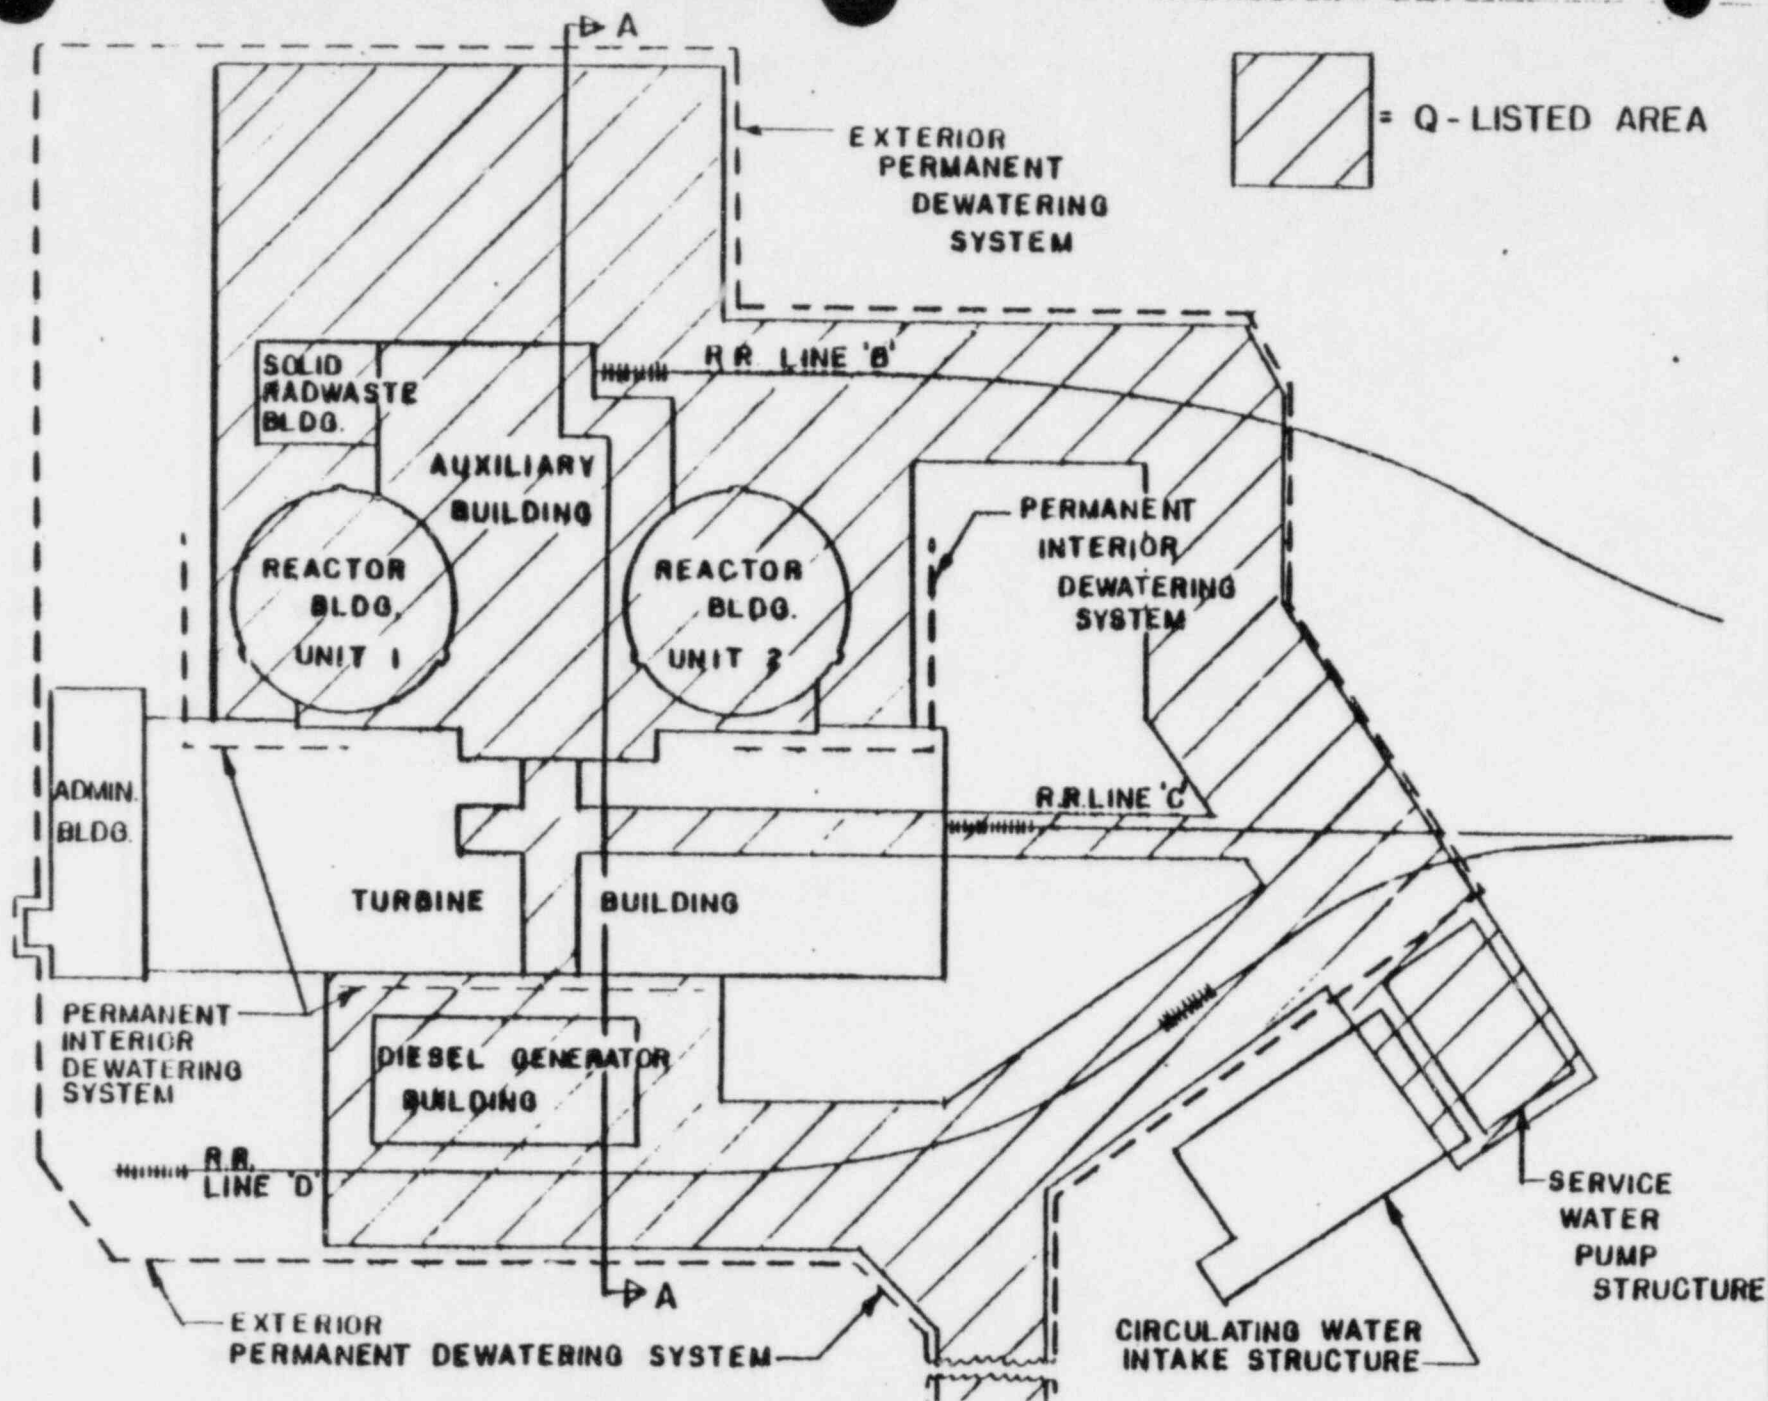 A
= Q-LISTED AREA
EXTERIOR
PERMANENT
DEWATERING
SYSTEM
R.R. LINE 'B'
SOLID
RADWASTE
BLDG.
AUXILIARY
BUILDING
PERMANENT
INTERIOR
DEWATERING
SYSTEM
REACTOR
BLDG.
UNIT 1
REACTOR
BLDG.
UNIT 2
ADMIN.
BLDG.
R.R. LINE 'C'
TURBINE BUILDING
PERMANENT
INTERIOR
DEWATERING
SYSTEM
DIESEL GENERATOR
BUILDING
R.R.
LINE 'D'
SERVICE
WATER
PUMP
STRUCTURE
A
EXTERIOR
PERMANENT DEWATERING SYSTEM
CIRCULATING WATER
INTAKE STRUCTURE